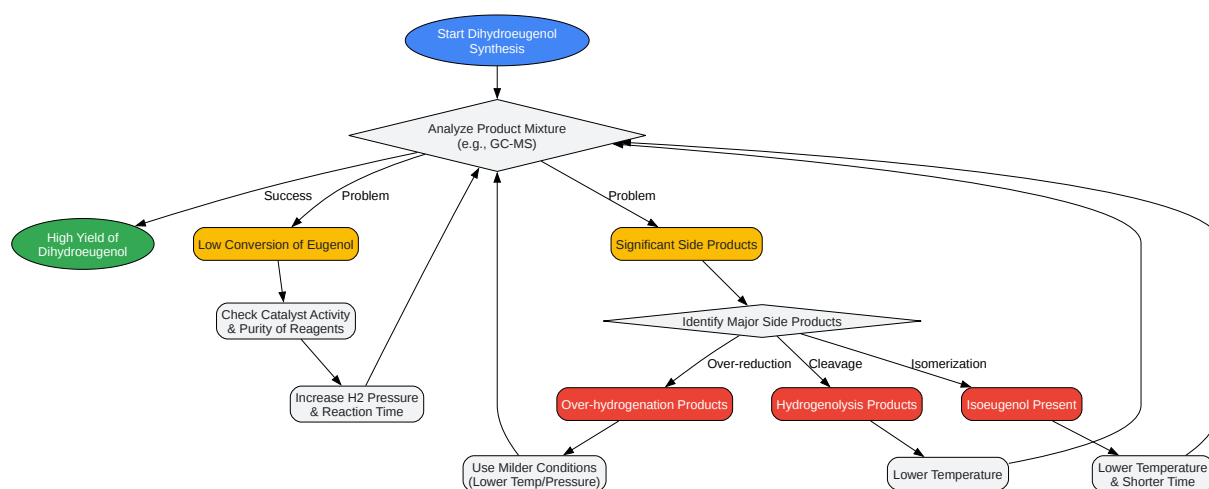 Start Dihydroeugenol
Synthesis
Analyze Product Mixture
(e.g., GC-MS)
Success
Problem
Problem
High Yield of
Dihydroeugenol
Low Conversion of Eugenol
Significant Side Products
Check Catalyst Activity
& Purity of Reagents
Identify Major Side Products
Over-reduction
Cleavage
Isomerization
Increase H2 Pressure
& Reaction Time
Over-hydrogenation Products
Hydrogenolysis Products
Isoeugenol Present
Use Milder Conditions
(Lower Temp/Pressure)
Lower Temperature
Lower Temperature
& Shorter Time